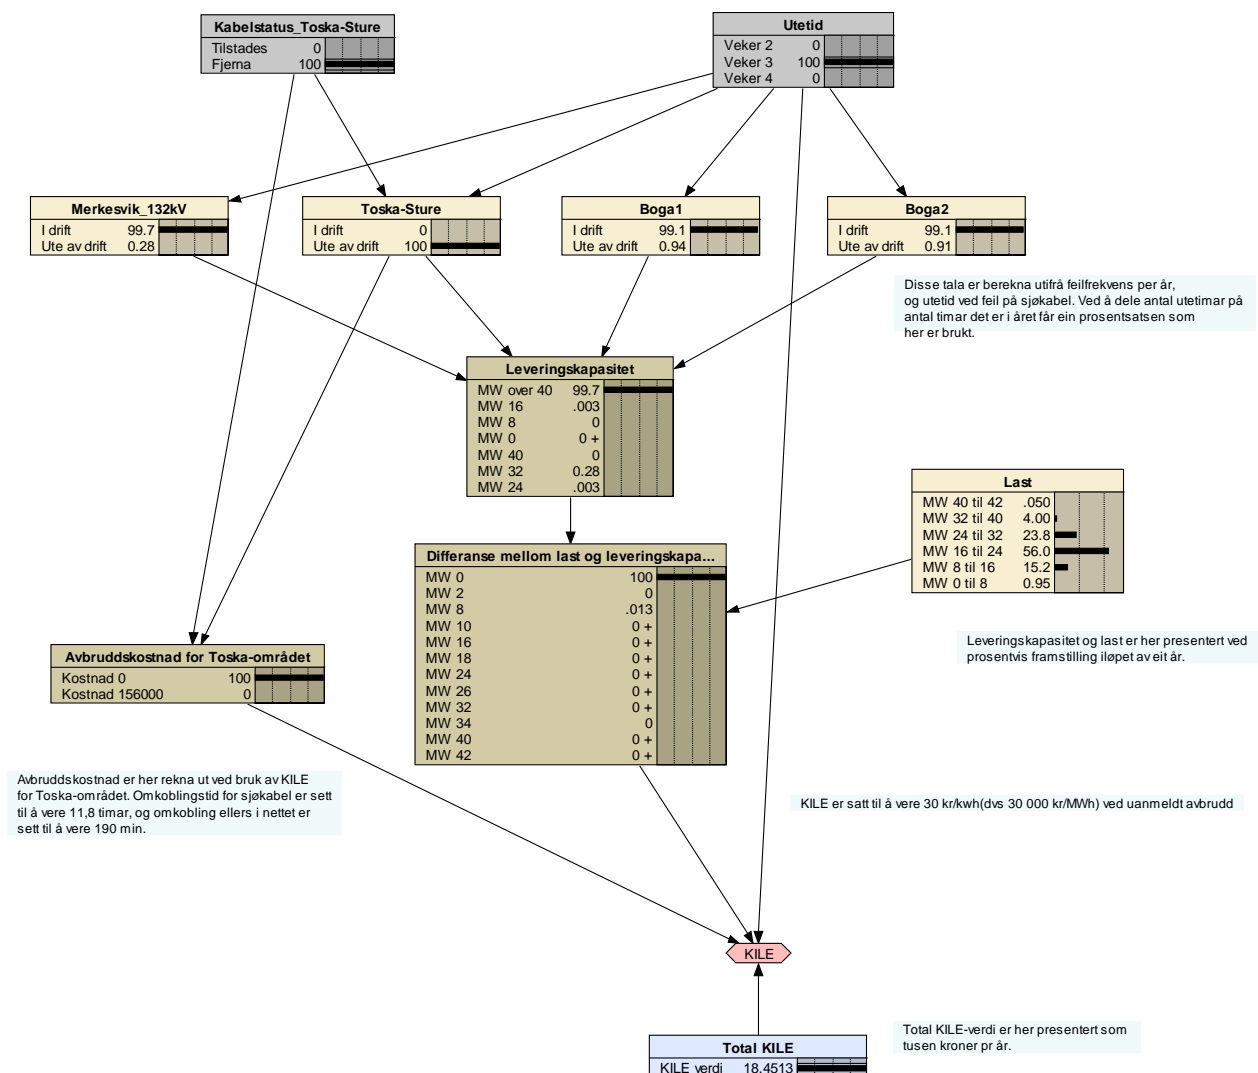 Kabelstatus_Toska-Sture
Tilstades 0
Fjerna 100
Utetid
Veker 2 0
Veker 3 100
Veker 4 0
Merkesvik_132kV
I drift 99.7
Ute av drift 0.28
Toska-Sture
I drift 0
Ute av drift 100
Boga1
I drift 99.1
Ute av drift 0.94
Boga2
I drift 99.1
Ute av drift 0.91
Disse tala er berekna utifrå feilfrekvens per år,
og utetid ved feil på sjøkabel. Ved å dele antal utetimar på
antal timar det er i året får ein prosentsatsen som
her er brukt.
Leveringskapasitet
MW over 40 99.7
MW 16 .003
MW 8 0
MW 0 0 +
MW 40 0
MW 32 0.28
MW 24 .003
Last
MW 40 til 42 .050
MW 32 til 40 4.00
MW 24 til 32 23.8
MW 16 til 24 56.0
MW 8 til 16 15.2
MW 0 til 8 0.95
Differanse mellom last og leveringskapa...
MW 0 100
MW 2 0
MW 8 .013
MW 10 0 +
MW 16 0 +
MW 18 0 +
MW 24 0 +
MW 26 0 +
MW 32 0 +
MW 34 0
MW 40 0 +
MW 42 0 +
Leveringskapasitet og last er her presentert ved
prosentvis framstilling iløpet av eit år.
Avbruddskostnad for Toska-området
Kostnad 0 100
Kostnad 156000 0
Avbruddskostnad er her rekna ut ved bruk av KILE
for Toska-området. Omkoblingstid for sjøkabel er sett
til å vere 11,8 timar, og omkobling ellers i nettet er
sett til å vere 190 min.
KILE er satt til å vere 30 kr/kwh(dvs 30 000 kr/MWh) ved uanmeldt avbrudd
KILE
Total KILE-verdi er her presentert som
tusen kroner pr år.
Total KILE
KILE verdi 18.4513